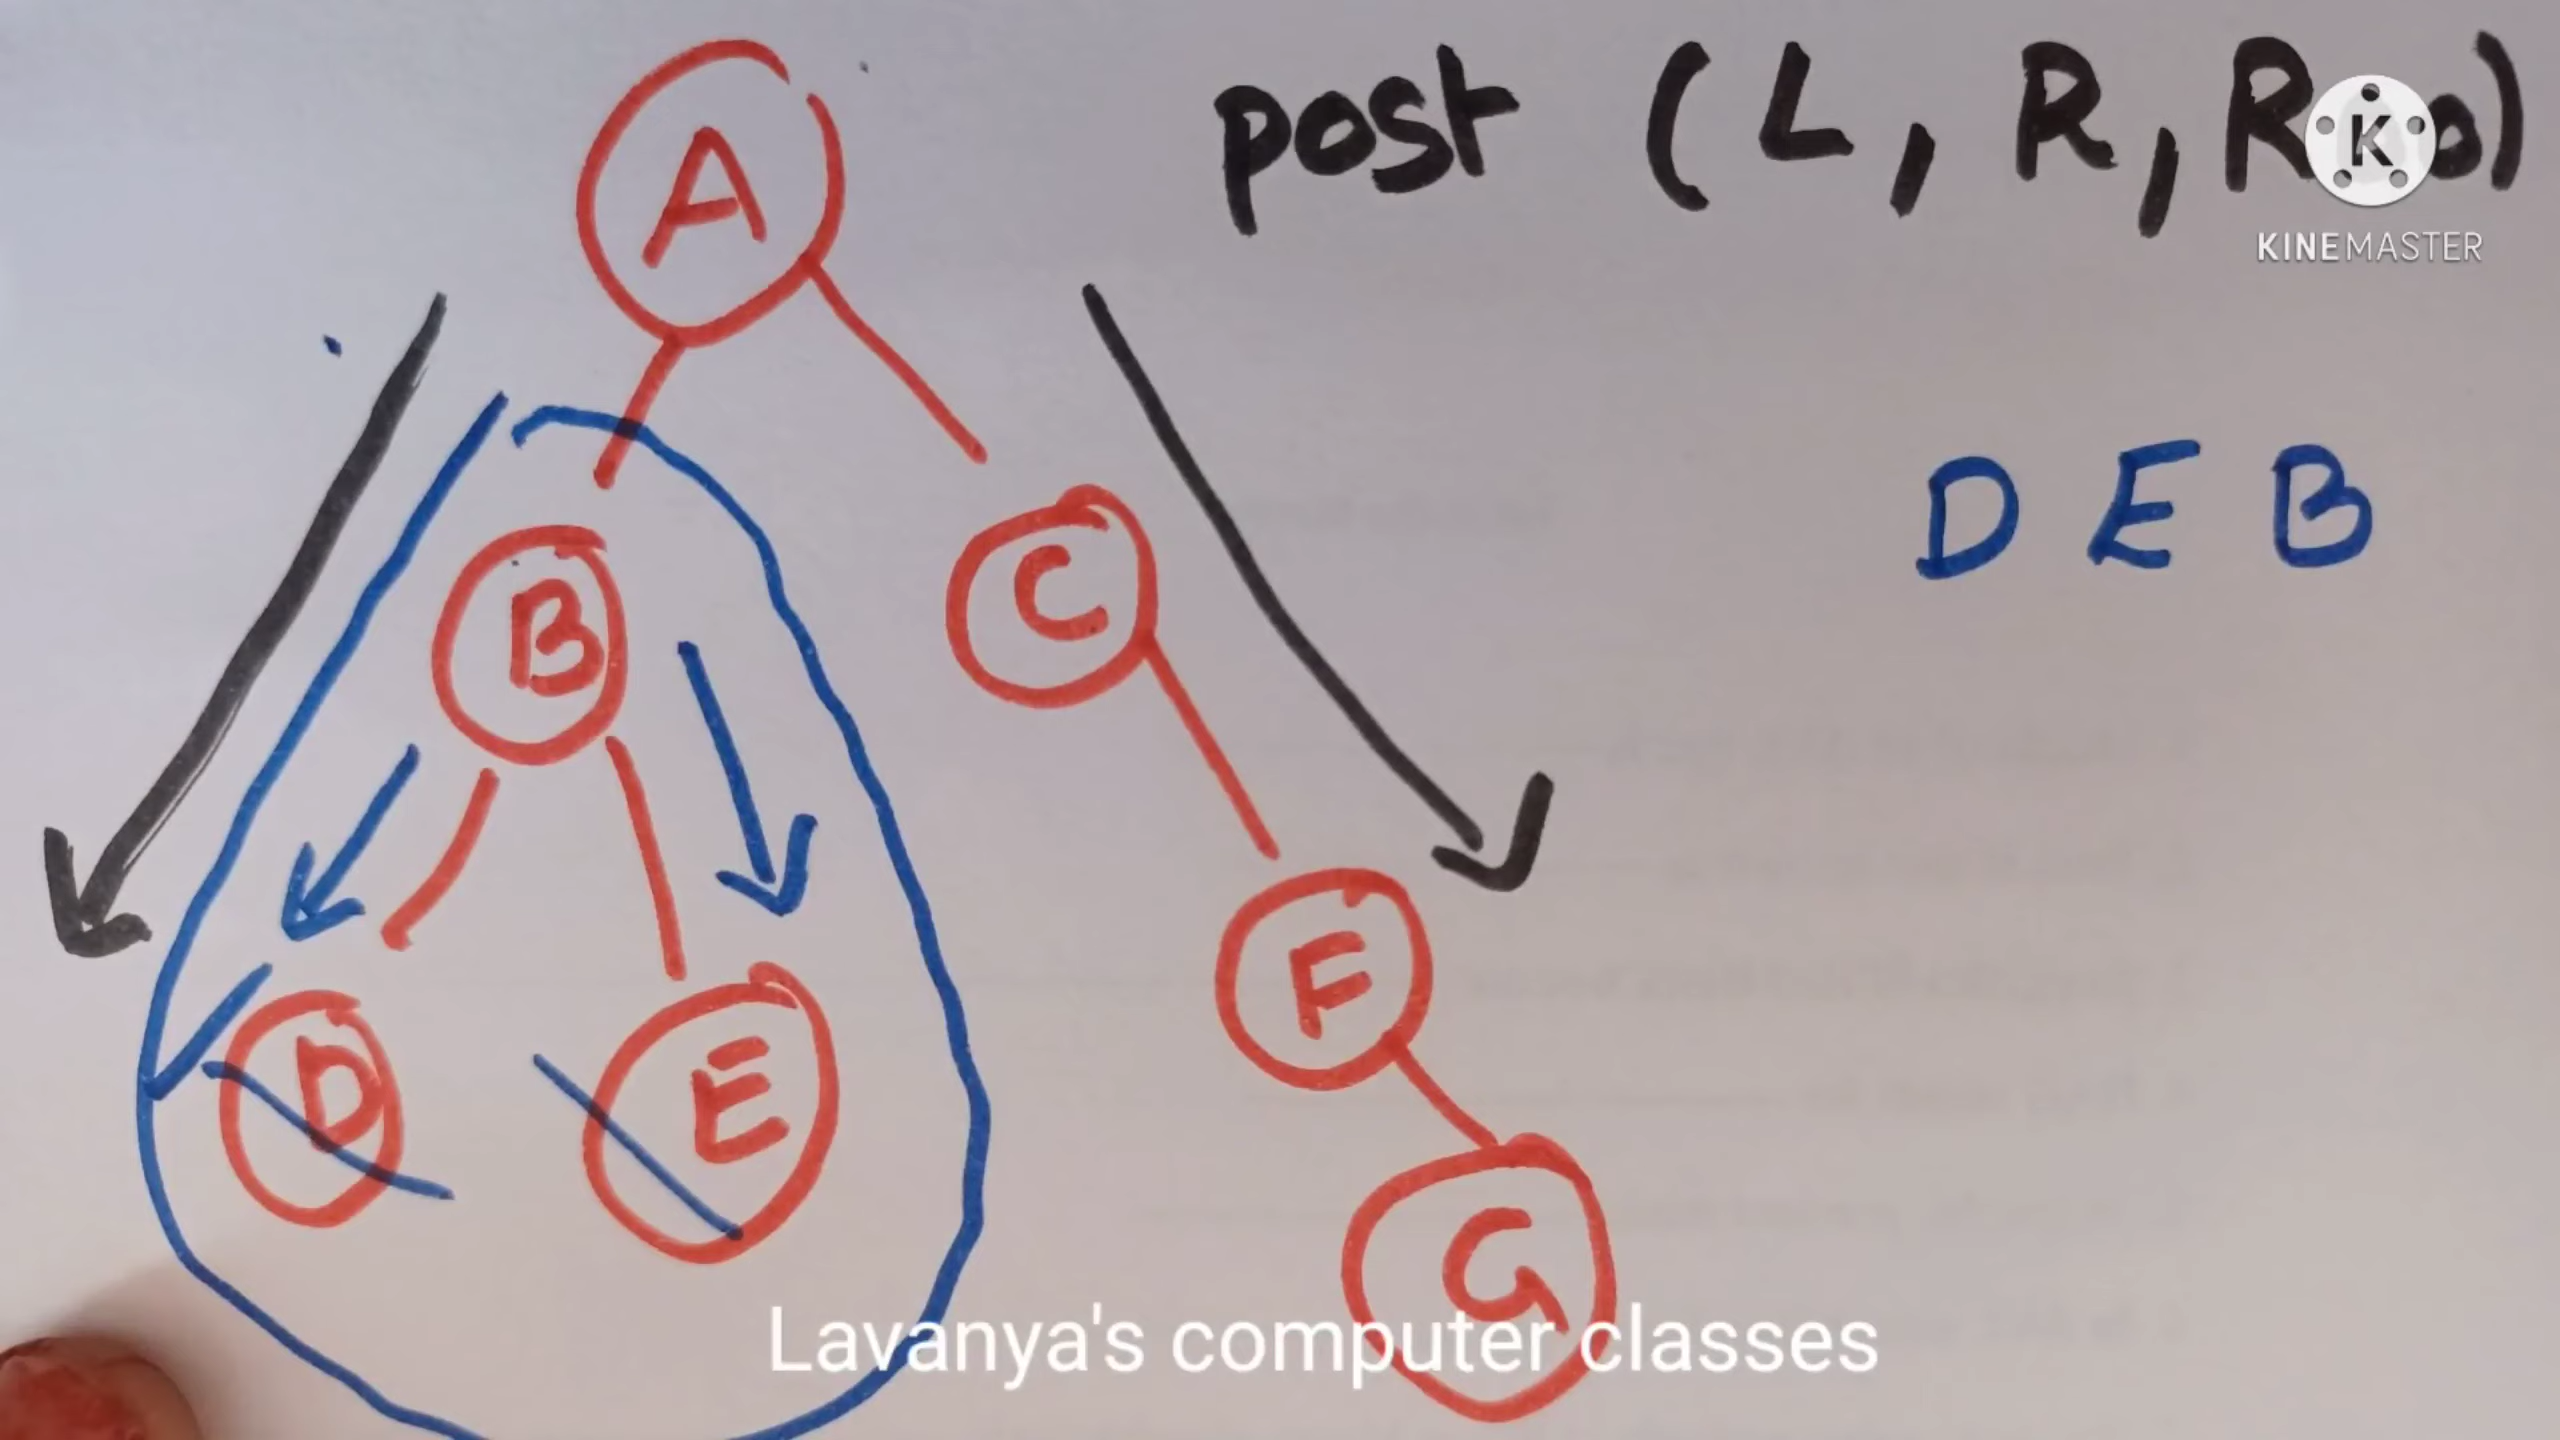 post (L, R, R o)
K
KINEMASTER
A
D E B
B
C
F
D
E
G
Lavanya's computer classes